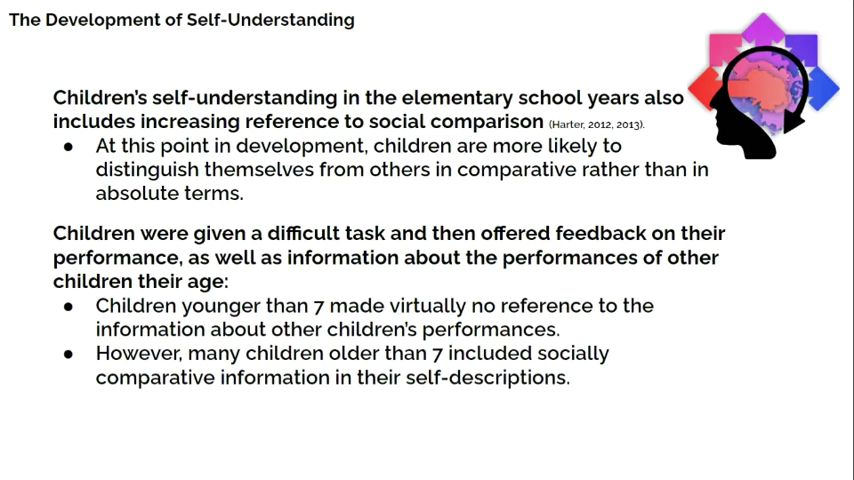 The Development of Self-Understanding
Children's self-understanding in the elementary school years also
includes increasing reference to social comparison (Harter, 2012, 2013).
● At this point in development, children are more likely to
distinguish themselves from others in comparative rather than in
absolute terms.
Children were given a difficult task and then offered feedback on their
performance, as well as information about the performances of other
children their age:
● Children younger than 7 made virtually no reference to the
information about other children's performances.
● However, many children older than 7 included socially
comparative information in their self-descriptions.